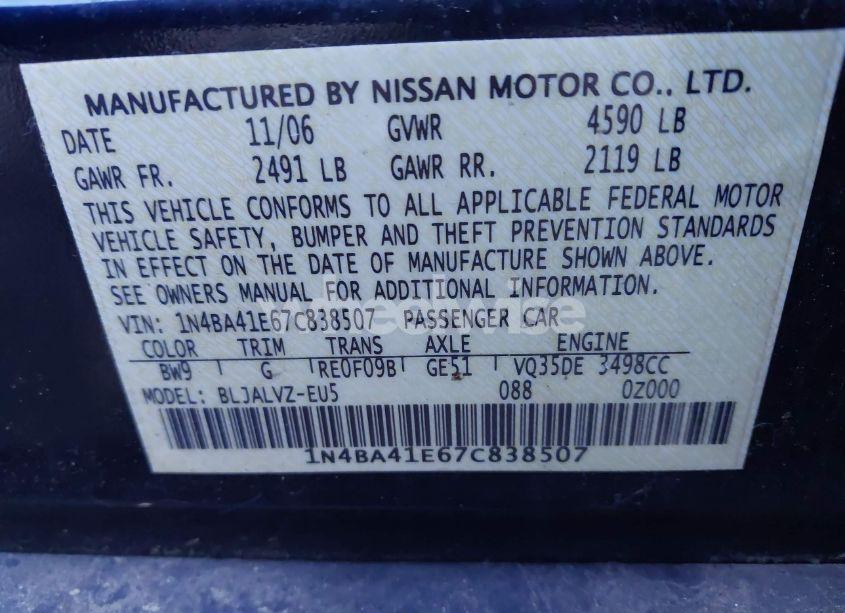 MANUFACTURED BY NISSAN MOTOR CO., LTD.
DATE 11/06 GVWR 4590 LB
GAWR FR. 2491 LB GAWR RR. 2119 LB
THIS VEHICLE CONFORMS TO ALL APPLICABLE FEDERAL MOTOR
VEHICLE SAFETY, BUMPER AND THEFT PREVENTION STANDARDS
IN EFFECT ON THE DATE OF MANUFACTURE SHOWN ABOVE.
SEE OWNERS MANUAL FOR ADDITIONAL INFORMATION.
VIN: 1N4BA41E67C838507 PASSENGER CAR
COLOR TRIM TRANS AXLE ENGINE
BW9 G RE0F09B GE51 VQ35DE 3498CC
MODEL: BLJALVZ-EU5 088 0Z000
1N4BA41E67C838507